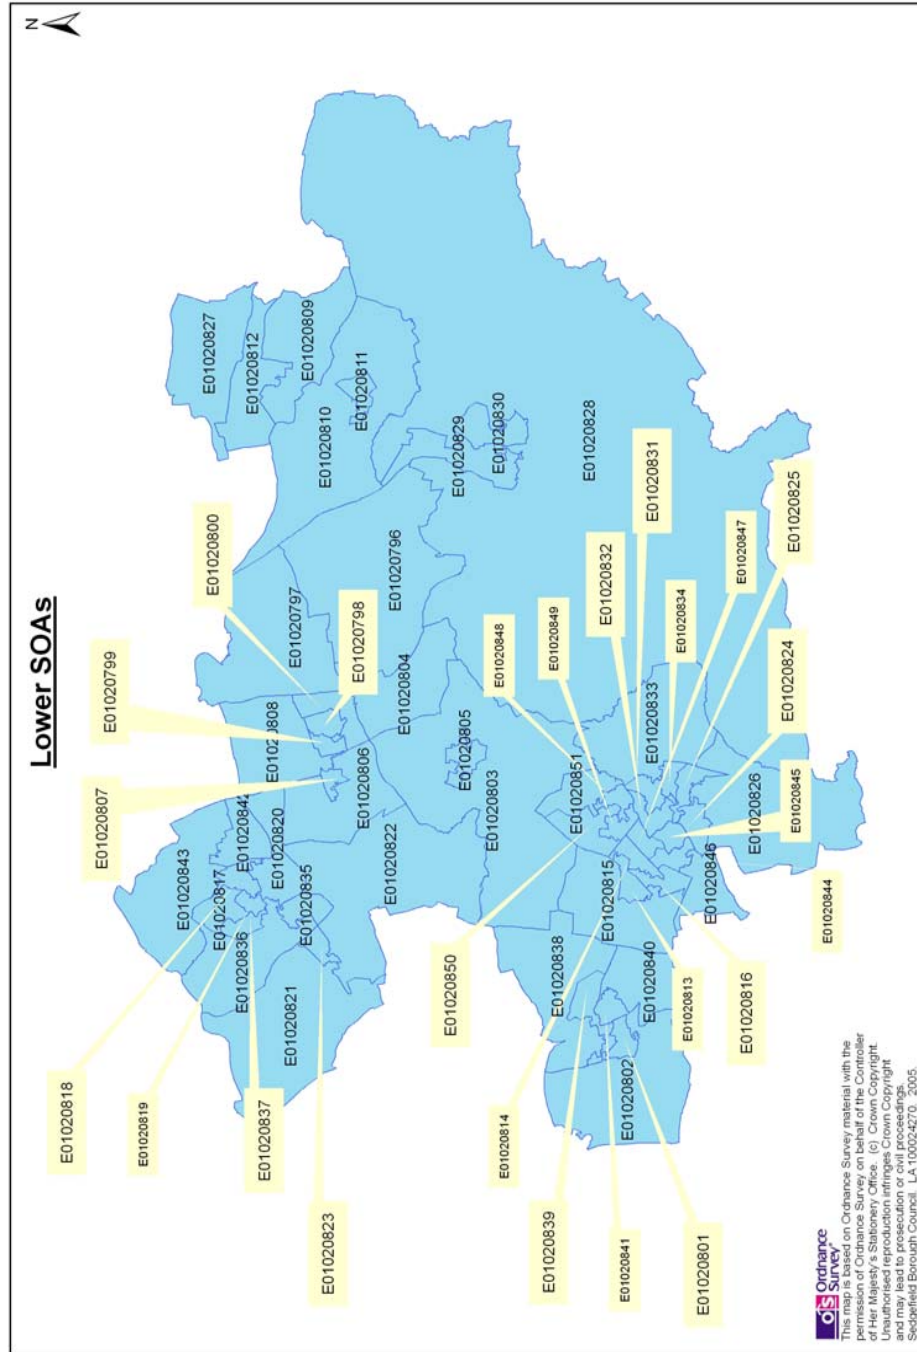 Lower SOAs
N
E01020827
E01020812
E01020809
E01020810
E01020811
E01020829
E01020830
E01020828
E01020800
E01020797
E01020796
E01020798
E01020799
E01020808
E01020804
E01020807
E01020806
E01020805
E01020803
E01020842
E01020820
E01020822
E01020843
E01020817
E01020835
E01020836
E01020821
E01020818
E01020819
E01020837
E01020823
E01020848
E01020849
E01020832
E01020831
E01020834
E01020847
E01020825
E01020833
E01020824
E01020851
E01020826
E01020845
E01020815
E01020846
E01020844
E01020850
E01020838
E01020840
E01020813
E01020816
E01020802
E01020814
E01020839
E01020841
E01020801
OS Ordnance
Survey®
This map is based on Ordnance Survey material with the
permission of Ordnance Survey on behalf of the Controller
of Her Majesty's Stationery Office. (c) Crown Copyright.
Unauthorised reproduction infringes Crown Copyright
and may lead to prosecution or civil proceedings.
Sedgefield Borough Council. LA 100024270. 2005.